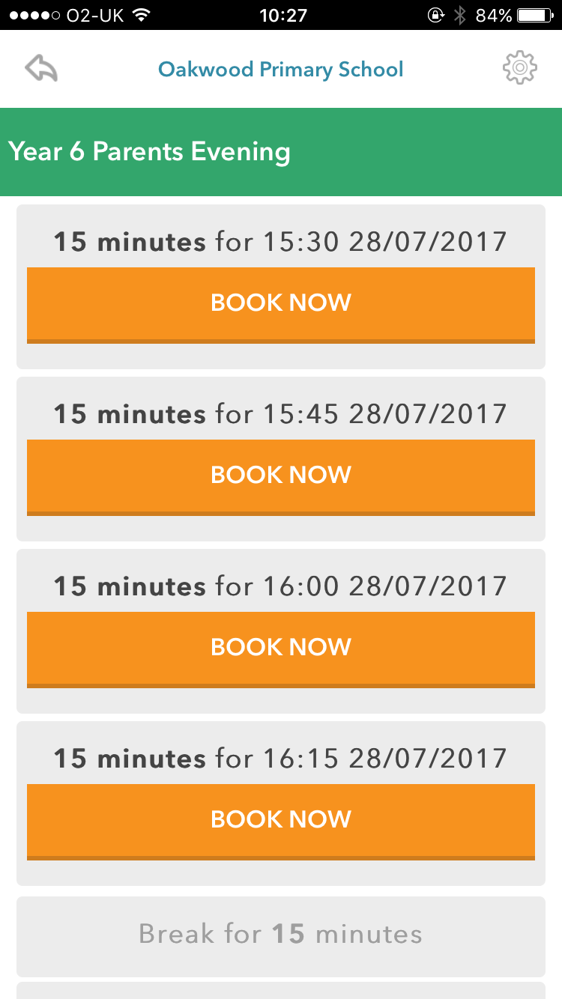 O2-UK 10:27 84%
Oakwood Primary School
Year 6 Parents Evening
15 minutes for 15:30 28/07/2017
BOOK NOW
15 minutes for 15:45 28/07/2017
BOOK NOW
15 minutes for 16:00 28/07/2017
BOOK NOW
15 minutes for 16:15 28/07/2017
BOOK NOW
Break for 15 minutes